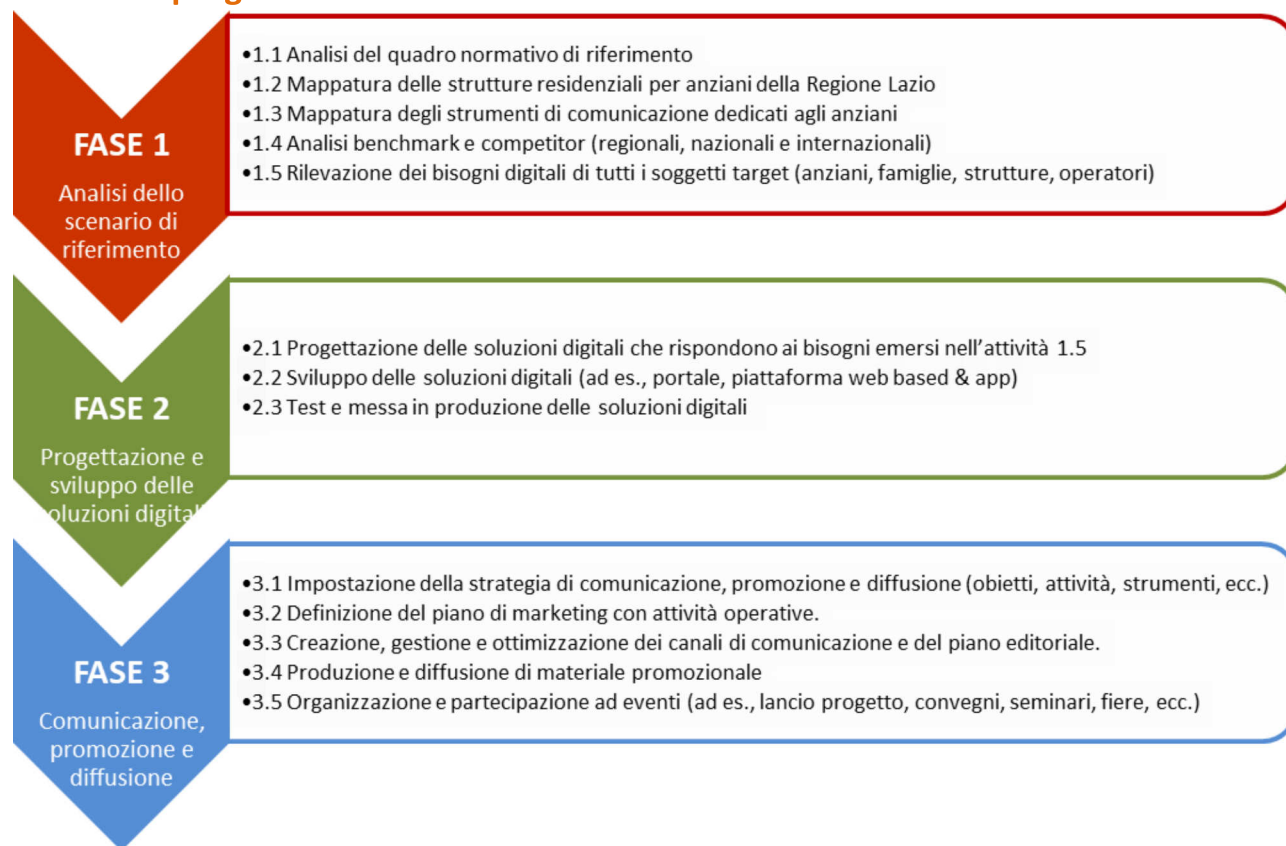 FASE 1
Analisi dello
scenario di
riferimento
•1.1 Analisi del quadro normativo di riferimento
•1.2 Mappatura delle strutture residenziali per anziani della Regione Lazio
•1.3 Mappatura degli strumenti di comunicazione dedicati agli anziani
•1.4 Analisi benchmark e competitor (regionali, nazionali e internazionali)
•1.5 Rilevazione dei bisogni digitali di tutti i soggetti target (anziani, famiglie, strutture, operatori)
FASE 2
Progettazione e
sviluppo delle
oluzioni digital
•2.1 Progettazione delle soluzioni digitali che rispondono ai bisogni emersi nell'attività 1.5
•2.2 Sviluppo delle soluzioni digitali (ad es., portale, piattaforma web based & app)
•2.3 Test e messa in produzione delle soluzioni digitali
FASE 3
Comunicazione,
promozione e
diffusione
•3.1 Impostazione della strategia di comunicazione, promozione e diffusione (obietti, attività, strumenti, ecc.)
•3.2 Definizione del piano di marketing con attività operative.
•3.3 Creazione, gestione e ottimizzazione dei canali di comunicazione e del piano editoriale.
•3.4 Produzione e diffusione di materiale promozionale
•3.5 Organizzazione e partecipazione ad eventi (ad es., lancio progetto, convegni, seminari, fiere, ecc.)